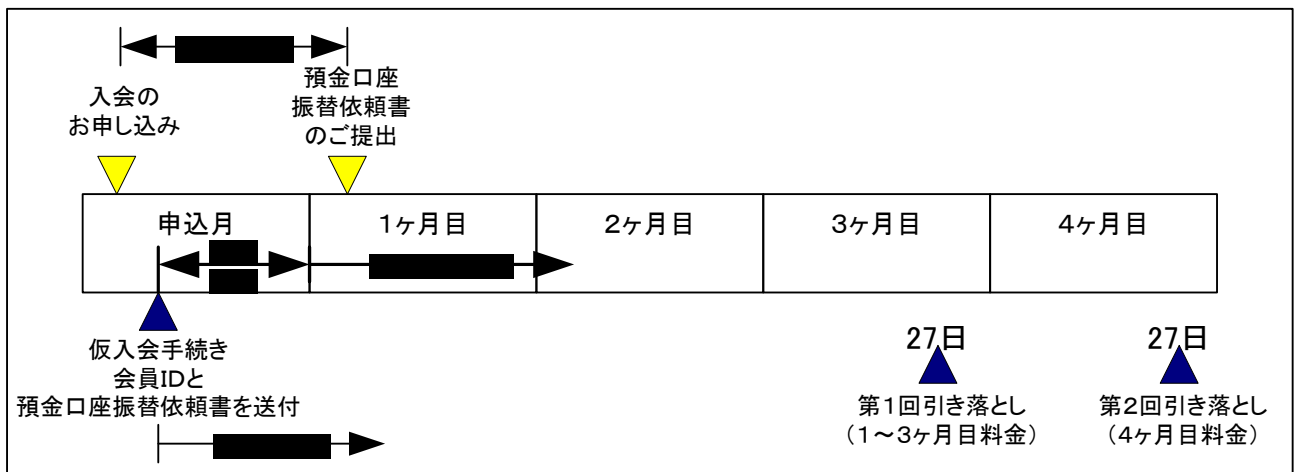 入会の
お申し込み
預金口座
振替依頼書
のご提出
申込月
1ヶ月目
2ヶ月目
3ヶ月目
4ヶ月目
仮入会手続き
会員IDと
預金口座振替依頼書を送付
27日
第1回引き落とし
（1～3ヶ月目料金）
27日
第2回引き落とし
（4ヶ月目料金）